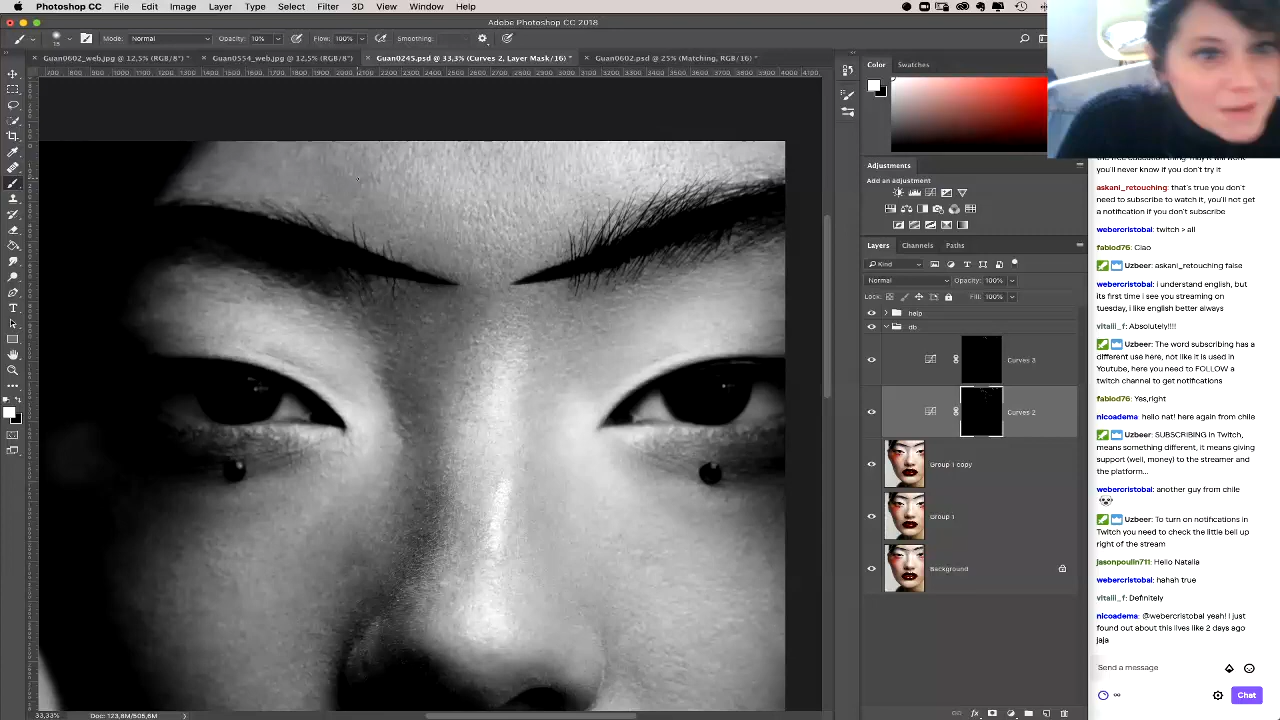 Photoshop CC File Edit Image Layer Type Select Filter 3D View Window Help
Adobe Photoshop CC 2018
15 Mode: Normal Opacity: 10% Flow: 100% Smoothing:
Guan0602_web.jpg @ 12,5% (RGB/8*) * Guan0554_web.jpg @ 12,5% (RGB/8*) Guan0245.psd @ 33,3% (Curves 2, Layer Mask/16) * Guan0602.psd @ 25% (Matching, RGB/16) *
Color Swatches
Adjustments
Add an adjustment
Layers Channels Paths
Kind
Normal Opacity: 100%
Lock: Fill: 100%
help
db
Curves 3
Curves 2
Group 1 copy
Group 1
Background
33,33% Doc: 123,6M/505,6M
you'll never know if you don't try it
askani_retouching: that's true you don't
need to subscribe to watch it, you'll not get
a notification if you don't subscribe
webercristobal: twitch > all
fabiod76: Ciao
Uzbeer: askani_retouching false
webercristobal: i understand english, but
its first time i see you streaming on
tuesday, i like english better always
vitalii_f: Absolutely!!!!
Uzbeer: The word subscribing has a
different use here, not like it is used in
Youtube, here you need to FOLLOW a
twitch channel to get notifications
fabiod76: Yes,right
nicoadema: hello nat! here again from chile
Uzbeer: SUBSCRIBING in Twitch,
means something different, it means giving
support (well, money) to the streamer and
the platform...
webercristobal: another guy from chile
Uzbeer: To turn on notifications in
Twitch you need to check the little bell up
right of the stream
jasonpoulin711: Hello Natalia
webercristobal: hahah true
vitalii_f: Definitely
nicoadema: @webercristobal yeah! i just
found out about this lives like 2 days ago
jaja
Send a message
Chat